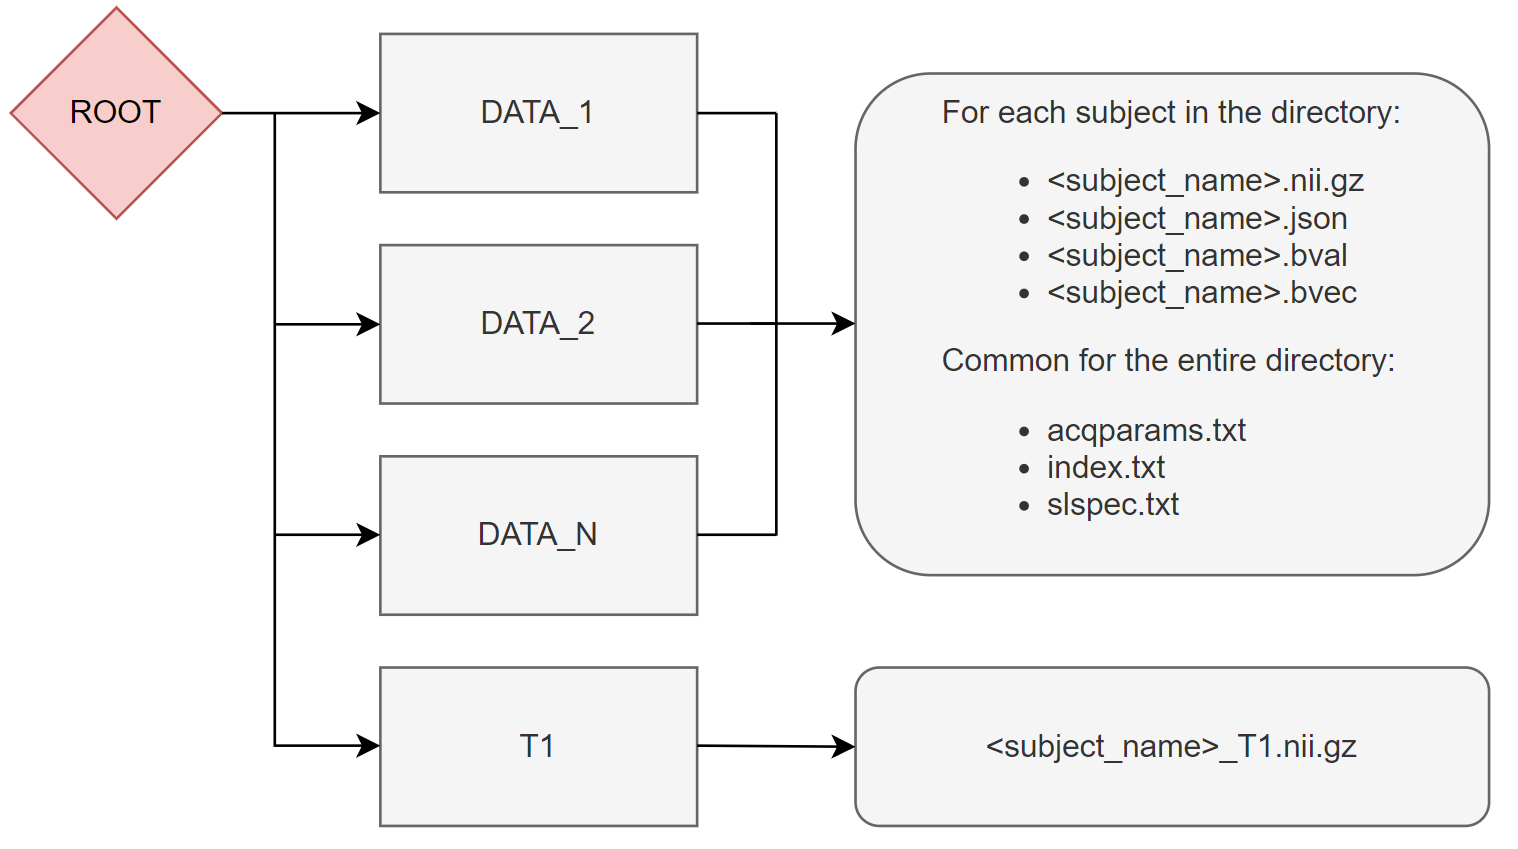 ROOT
DATA_1
DATA_2
DATA_N
T1
For each subject in the directory:
• <subject_name>.nii.gz
• <subject_name>.json
• <subject_name>.bval
• <subject_name>.bvec
Common for the entire directory:
• acqparams.txt
• index.txt
• slspec.txt
<subject_name>_T1.nii.gz